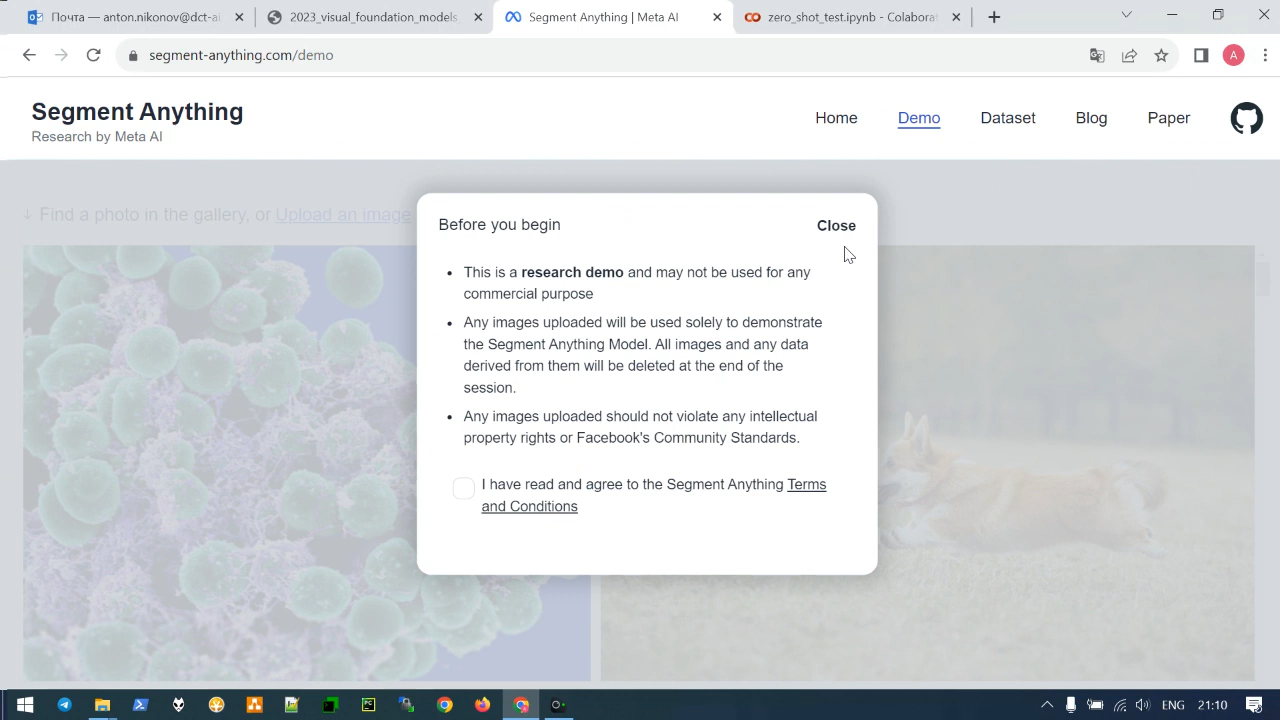 Почта — anton.nikonov@dct-ai
2023_visual_foundation_models
Segment Anything | Meta AI
zero_shot_test.ipynb - Colaborat
segment-anything.com/demo
A
Segment Anything
Research by Meta AI
Home
Demo
Dataset
Blog
Paper
↓ Find a photo in the gallery, or Upload an image
Before you begin
Close
• This is a research demo and may not be used for any
commercial purpose
• Any images uploaded will be used solely to demonstrate
the Segment Anything Model. All images and any data
derived from them will be deleted at the end of the
session.
• Any images uploaded should not violate any intellectual
property rights or Facebook's Community Standards.
I have read and agree to the Segment Anything Terms
and Conditions
ENG
21:10